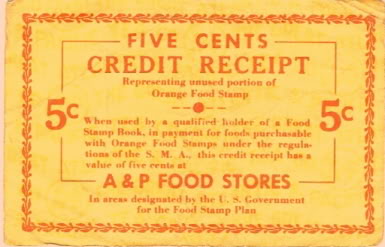 FIVE CENTS
CREDIT RECEIPT
Representing unused portion of
Orange Food Stamp
5c
5c
When used by a qualified holder of a Food
Stamp Book, in payment for foods purchasable
with Orange Food Stamps under the regula-
tions of the S. M. A., this credit receipt has a
value of five cents at
A & P FOOD STORES
In areas designated by the U. S. Government
for the Food Stamp Plan